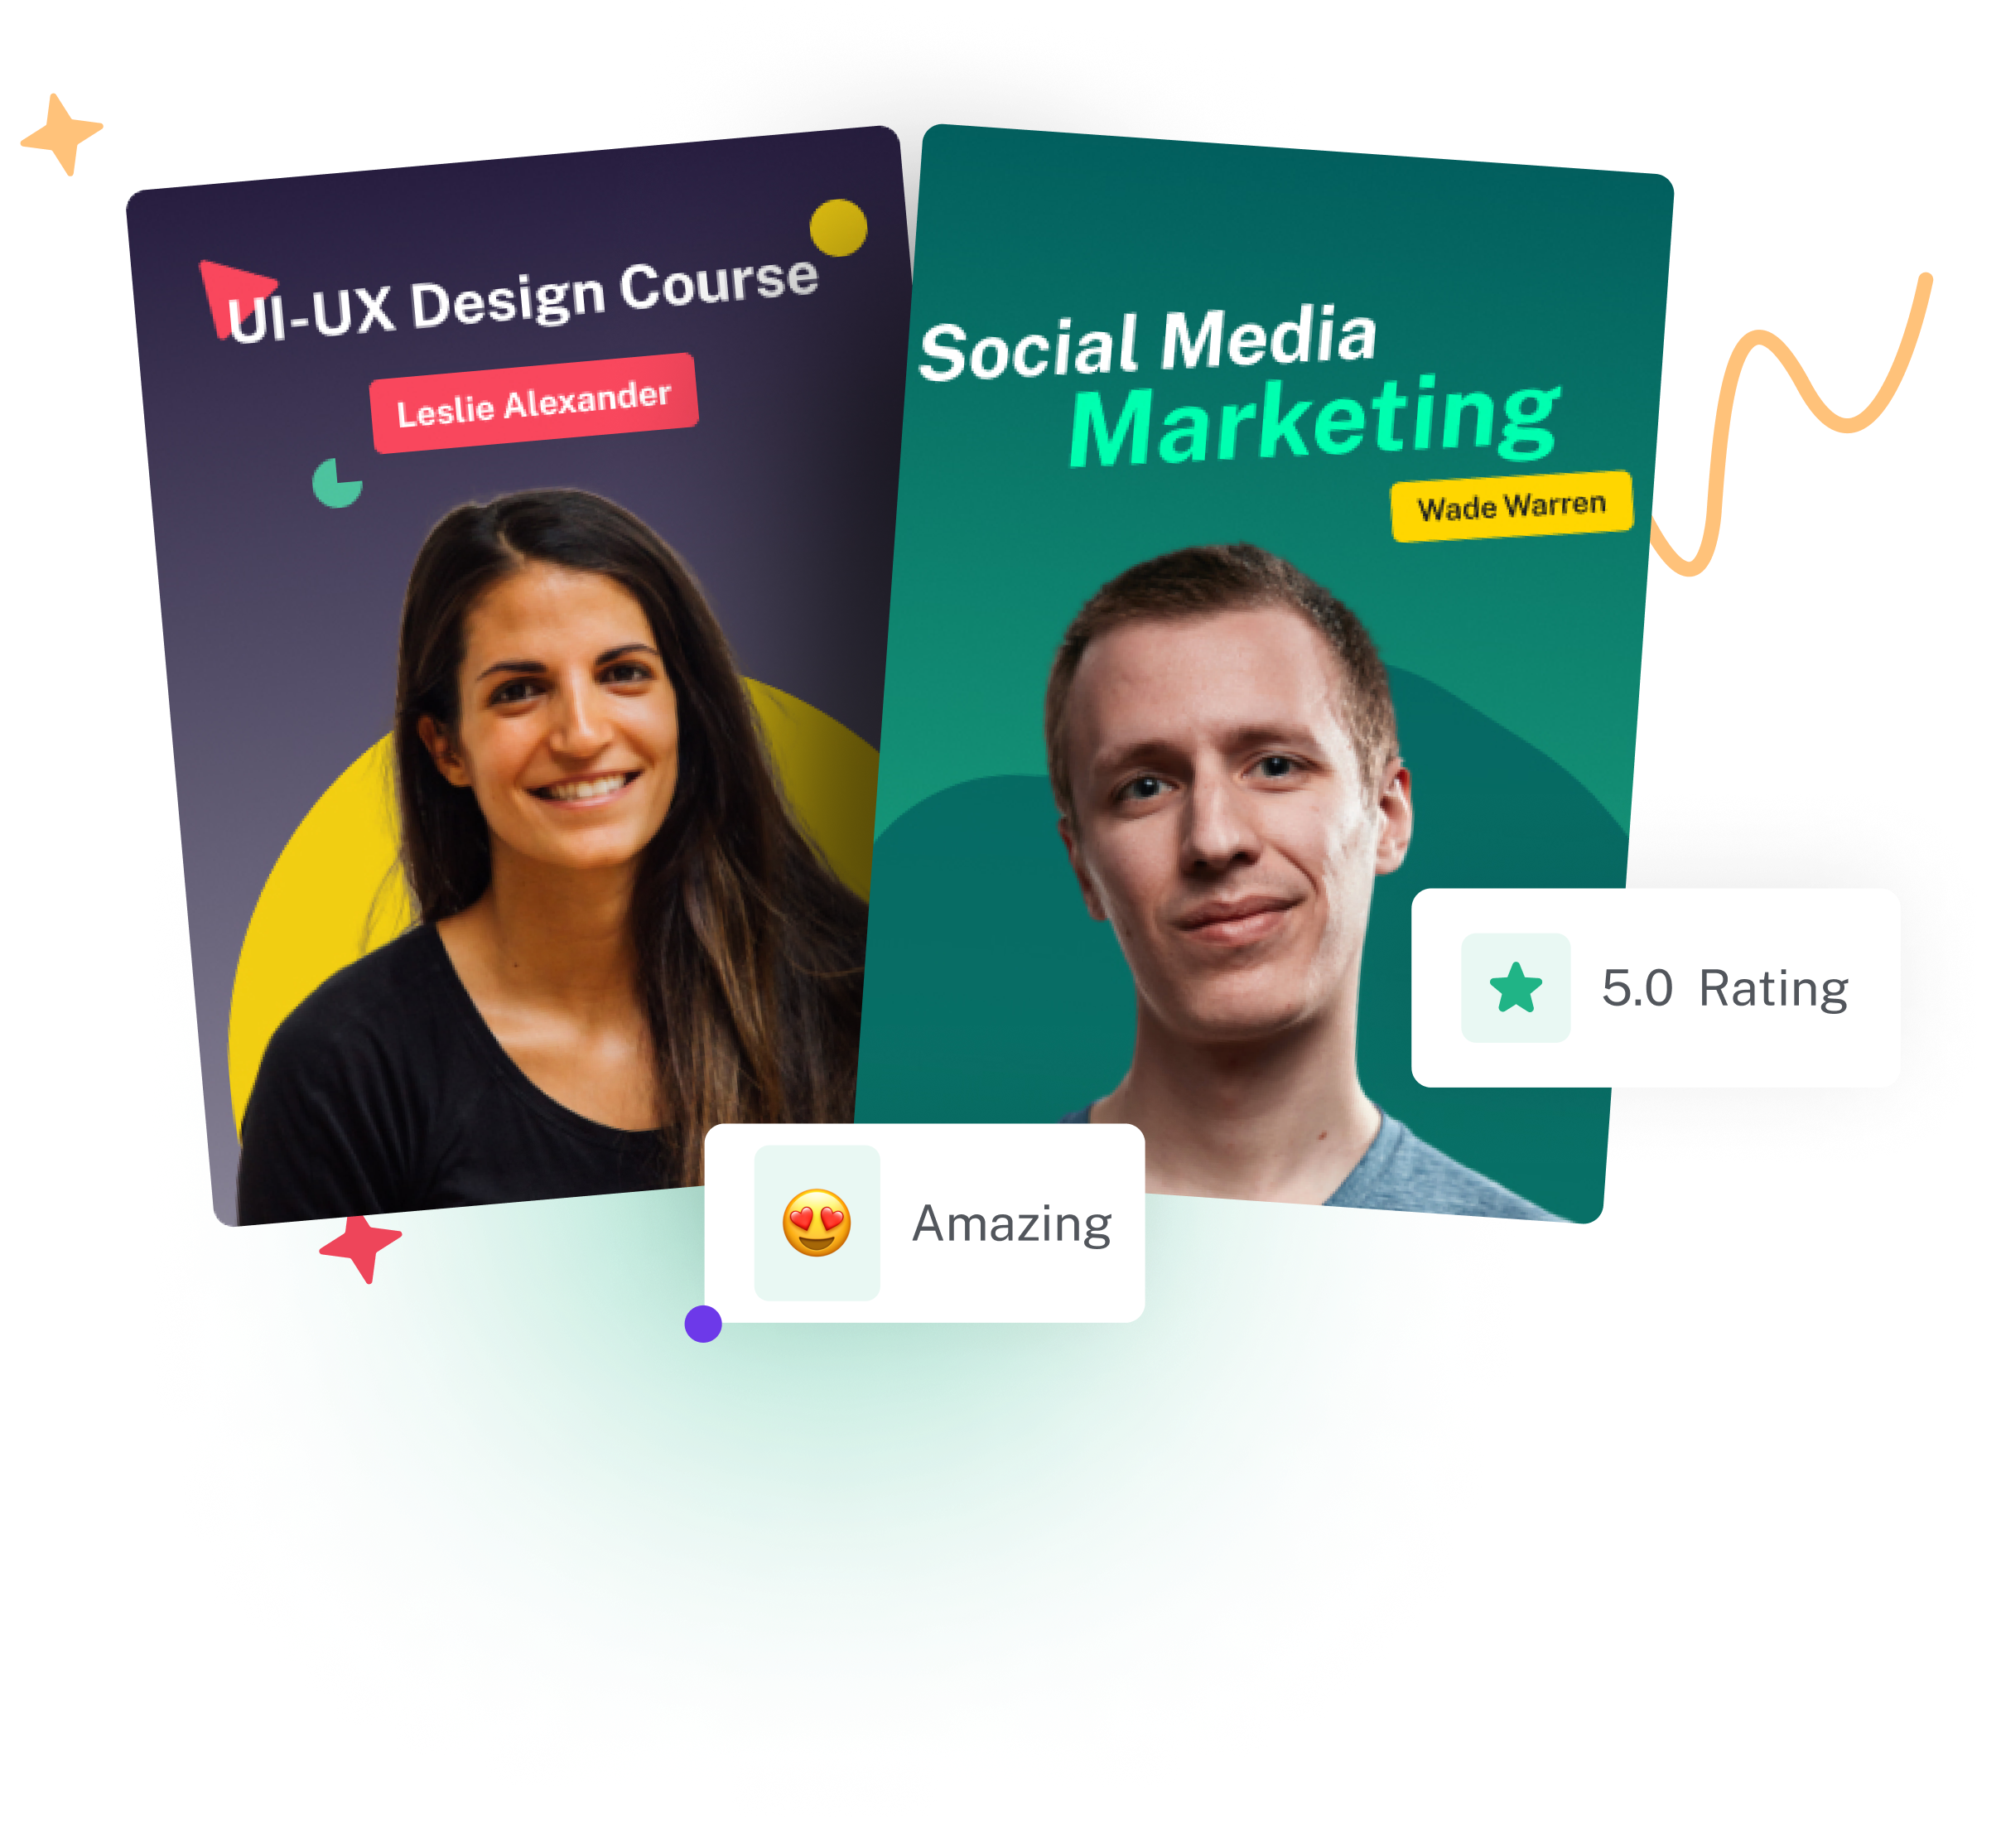 UI-UX Design Course
Leslie Alexander
Social Media
Marketing
Wade Warren
5.0 Rating
Amazing